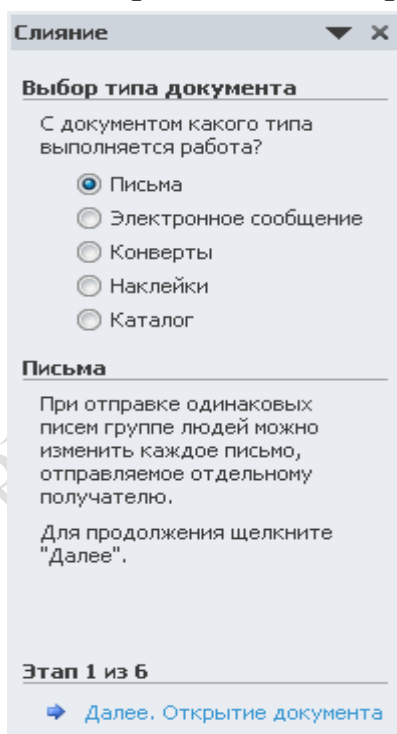 Слияние
Выбор типа документа
С документом какого типа
выполняется работа?
Письма
Электронное сообщение
Конверты
Наклейки
Каталог
Письма
При отправке одинаковых
писем группе людей можно
изменить каждое письмо,
отправляемое отдельному
получателю.
Для продолжения щелкните
"Далее".
Этап 1 из 6
Далее. Открытие документа